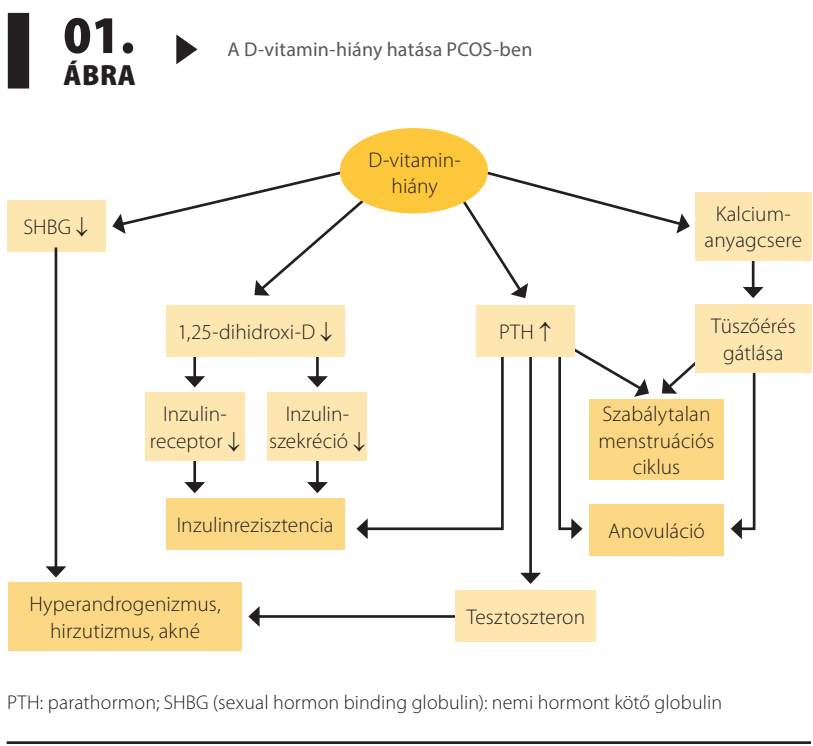 01.
ÁBRA
A D-vitamin-hiány hatása PCOS-ben
D-vitamin-
hiány
SHBG ↓
Kalcium-
anyagcsere
1,25-dihidroxi-D ↓
PTH ↑
Tüszőérés
gátlása
Inzulin-
receptor ↓
Inzulin-
szekréció ↓
Szabálytalan
menstruációs
ciklus
Inzulinrezisztencia
Anovuláció
Hyperandrogenizmus,
hirzutizmus, akné
Tesztoszteron
PTH: parathormon; SHBG (sexual hormon binding globulin): nemi hormont kötő globulin